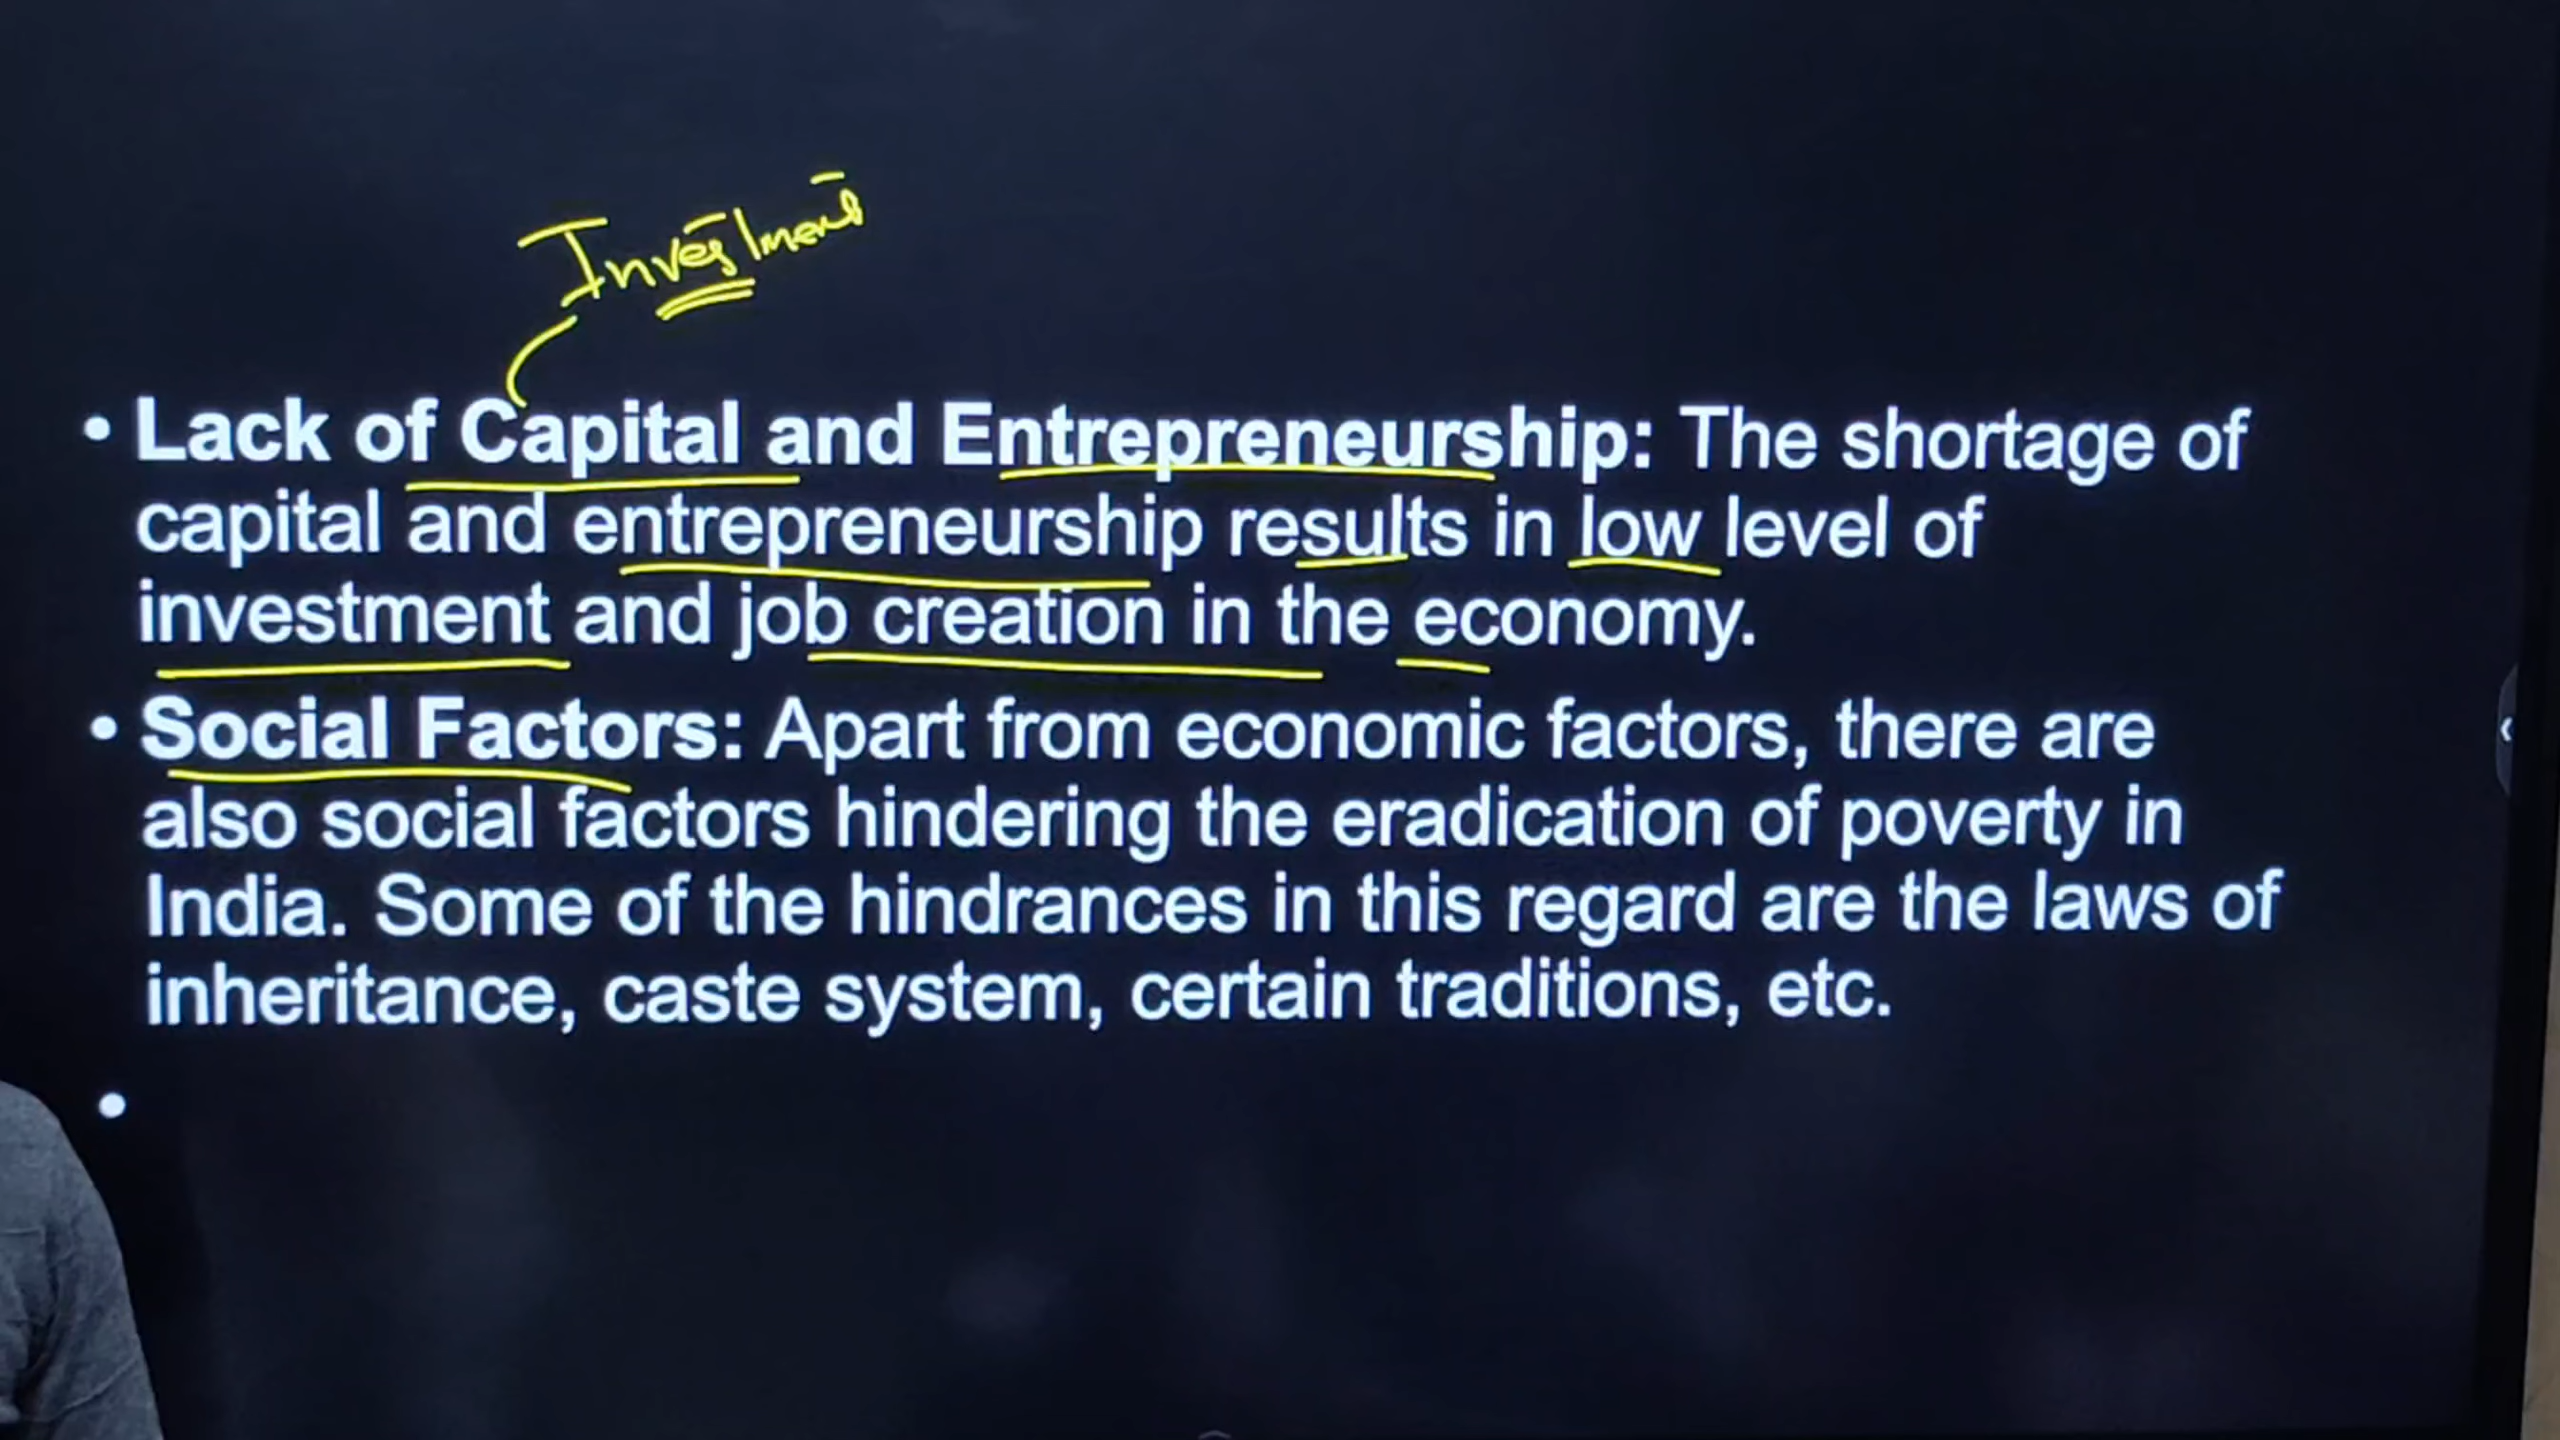 Investment
• Lack of Capital and Entrepreneurship: The shortage of
capital and entrepreneurship results in low level of
investment and job creation in the economy.
• Social Factors: Apart from economic factors, there are
also social factors hindering the eradication of poverty in
India. Some of the hindrances in this regard are the laws of
inheritance, caste system, certain traditions, etc.
•